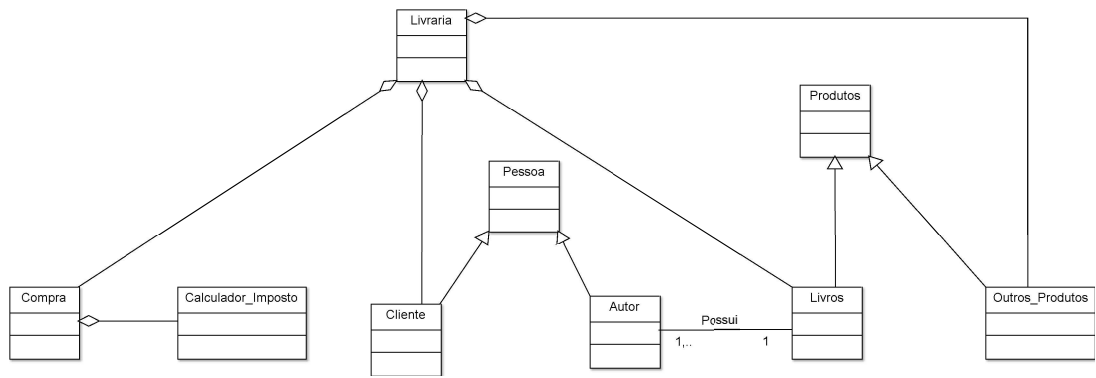 Livraria
Produtos
Pessoa
Compra
Calculador_Imposto
Cliente
Autor
Livros
Outros_Produtos
Possui
1,..
1